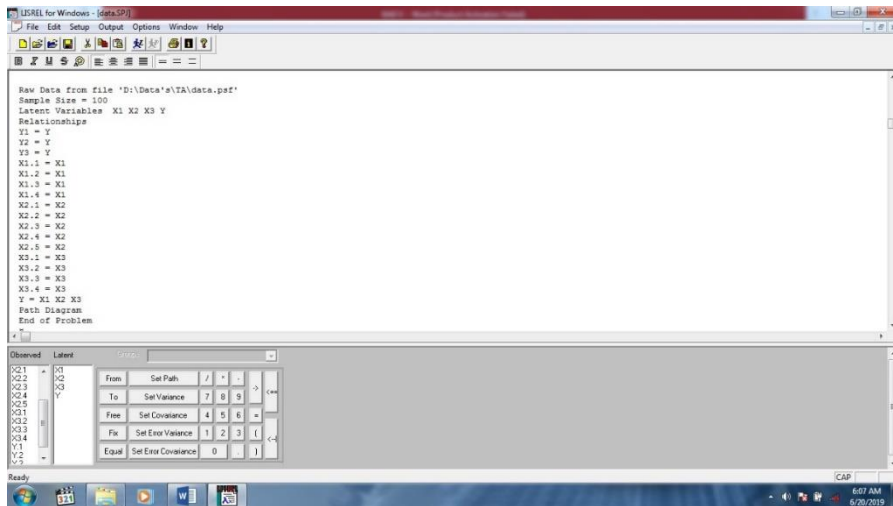 LISREL for Windows - [data.SPJ]
File Edit Setup Output Options Window Help
Raw Data from file 'D:\Data's\TA\data.psf'
Sample Size = 100
Latent Variables X1 X2 X3 Y
Relationships
Y1 = Y
Y2 = Y
Y3 = Y
X1.1 = X1
X1.2 = X1
X1.3 = X1
X1.4 = X1
X2.1 = X2
X2.2 = X2
X2.3 = X2
X2.4 = X2
X2.5 = X2
X3.1 = X3
X3.2 = X3
X3.3 = X3
X3.4 = X3
Y = X1 X2 X3
Path Diagram
End of Problem
Observed Latent
X2.1 X1
X2.2 X2
X2.3 X3
X2.4 Y
X2.5
X3.1
X3.2
X3.3
X3.4
Y.1
Y.2
From Set Path / * - -> <==
To Set Variance 7 8 9
Free Set Covariance 4 5 6 =
Fix Set Error Variance 1 2 3 ( <-|
Equal Set Error Covariance 0 . )
Ready CAP
6:07 AM
6/20/2019